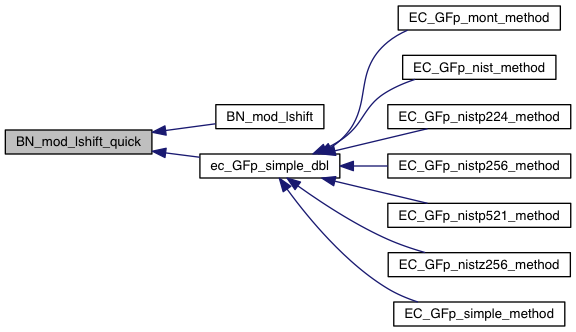 EC_GFp_mont_method
EC_GFp_nist_method
BN_mod_lshift
EC_GFp_nistp224_method
BN_mod_lshift_quick
ec_GFp_simple_dbl
EC_GFp_nistp256_method
EC_GFp_nistp521_method
EC_GFp_nistz256_method
EC_GFp_simple_method